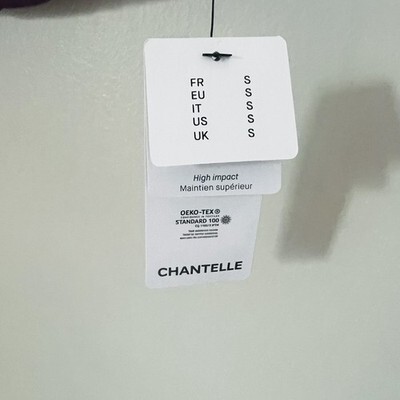 FR S
EU S
IT S
US S
UK S
High impact
Maintien supérieur
OEKO-TEX®
STANDARD 100
CHANTELLE